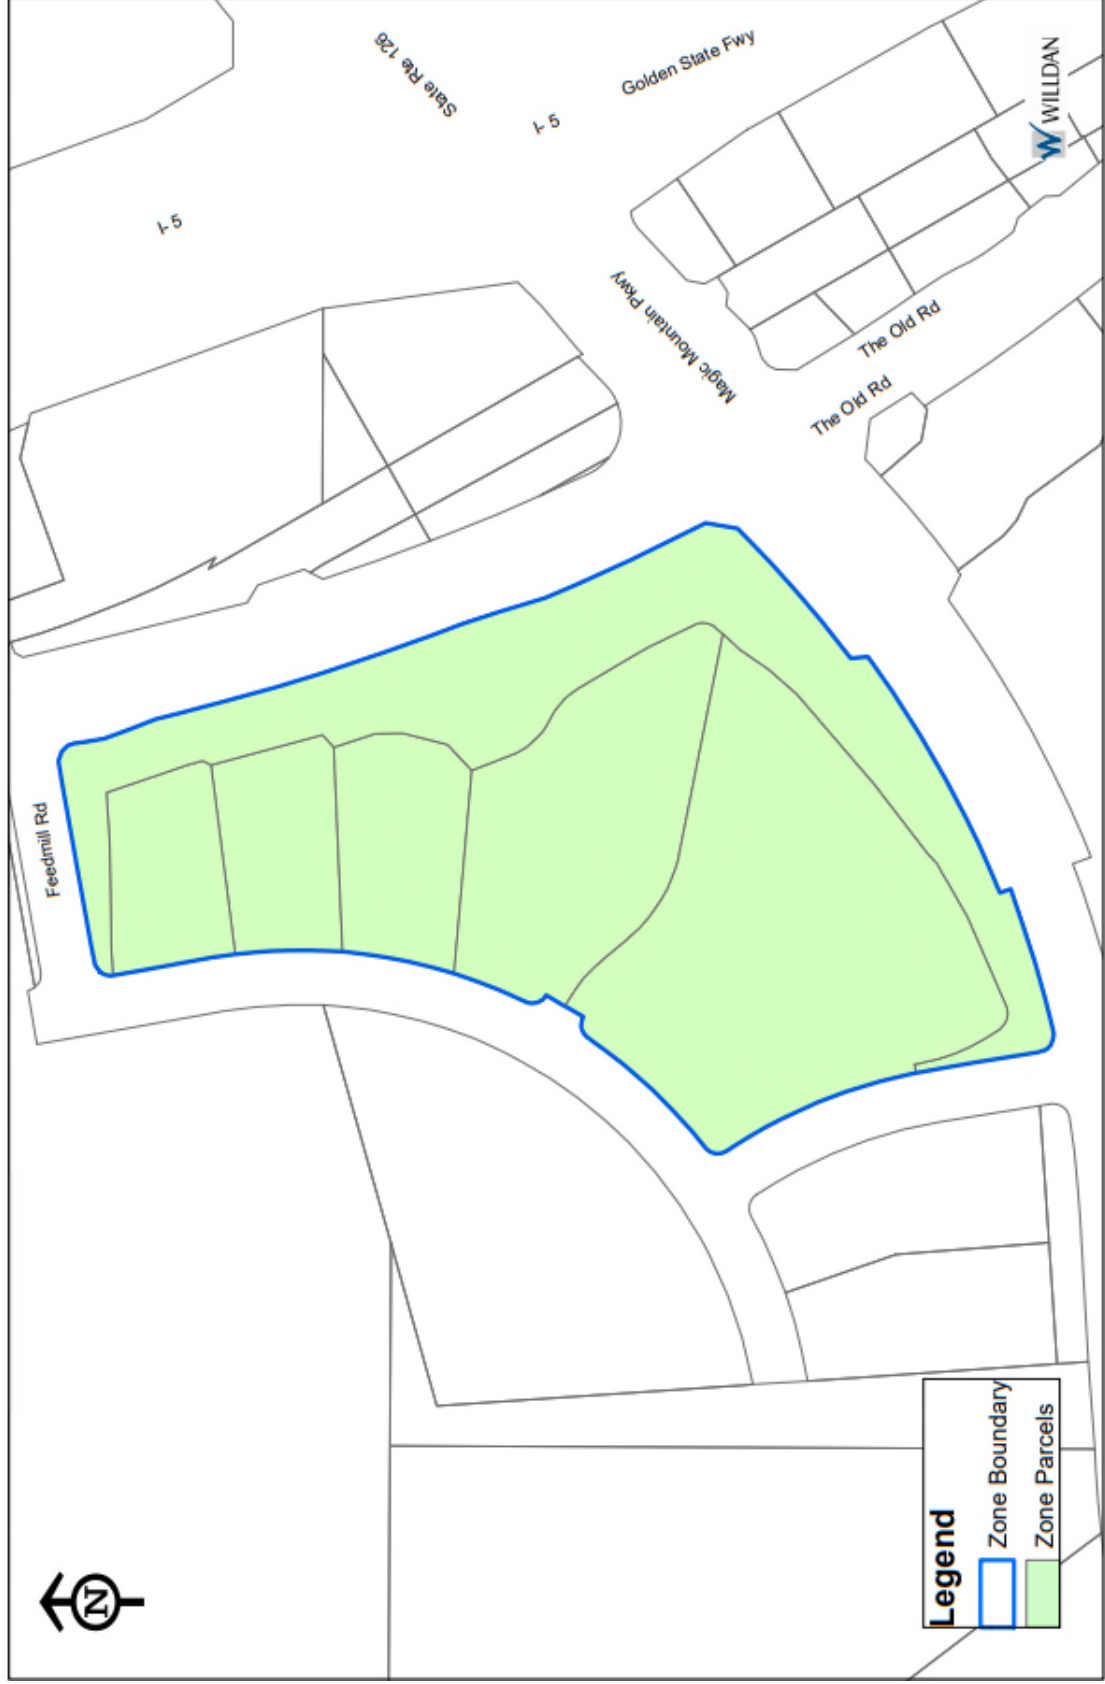 State Rte 126
Golden State Fwy
I- 5
I- 5
WILLDAN
Magic Mountain Pkwy
The Old Rd
The Old Rd
Feedmill Rd
N
Legend
Zone Boundary
Zone Parcels